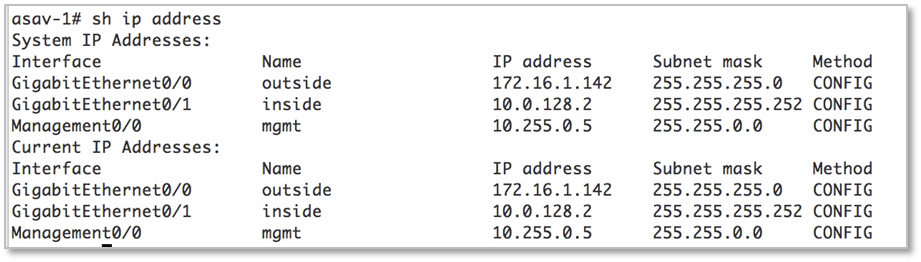 asav-1# sh ip address
System IP Addresses:
Interface Name IP address Subnet mask Method
GigabitEthernet0/0 outside 172.16.1.142 255.255.255.0 CONFIG
GigabitEthernet0/1 inside 10.0.128.2 255.255.255.252 CONFIG
Management0/0 mgmt 10.255.0.5 255.255.0.0 CONFIG
Current IP Addresses:
Interface Name IP address Subnet mask Method
GigabitEthernet0/0 outside 172.16.1.142 255.255.255.0 CONFIG
GigabitEthernet0/1 inside 10.0.128.2 255.255.255.252 CONFIG
Management0/0 mgmt 10.255.0.5 255.255.0.0 CONFIG